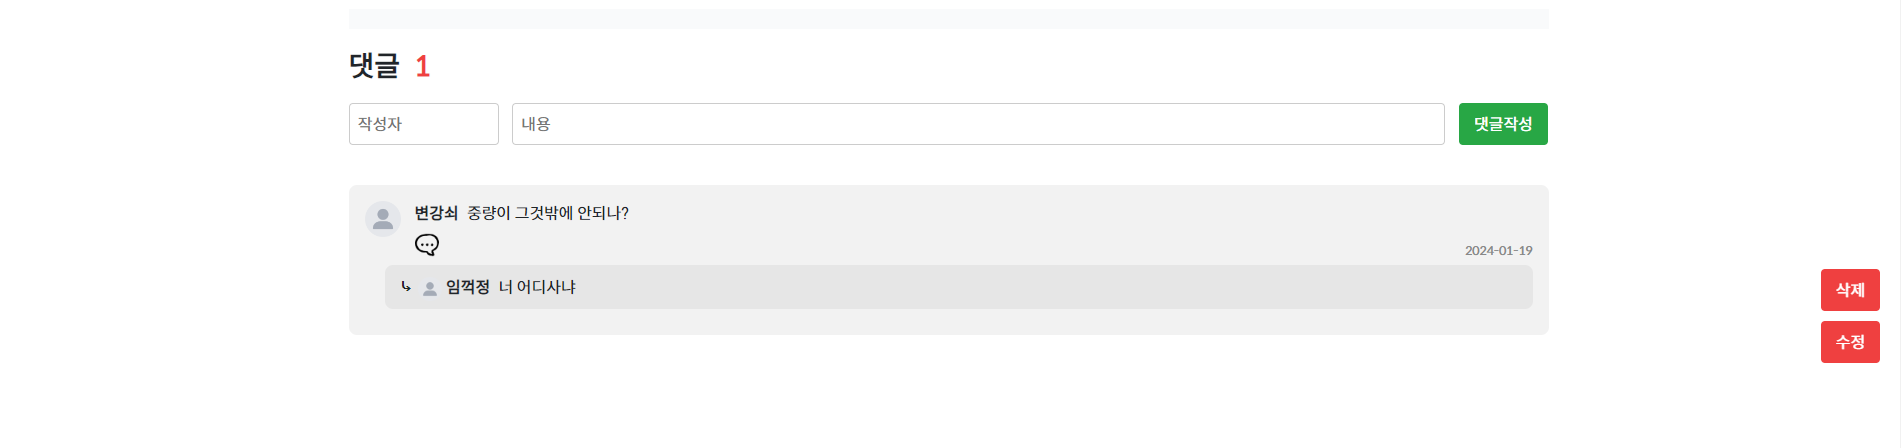 댓글 1
작성자 내용 댓글작성
변강쇠 중량이 그것밖에 안되나?
2024-01-19
임꺽정 너 어디사냐
삭제
수정